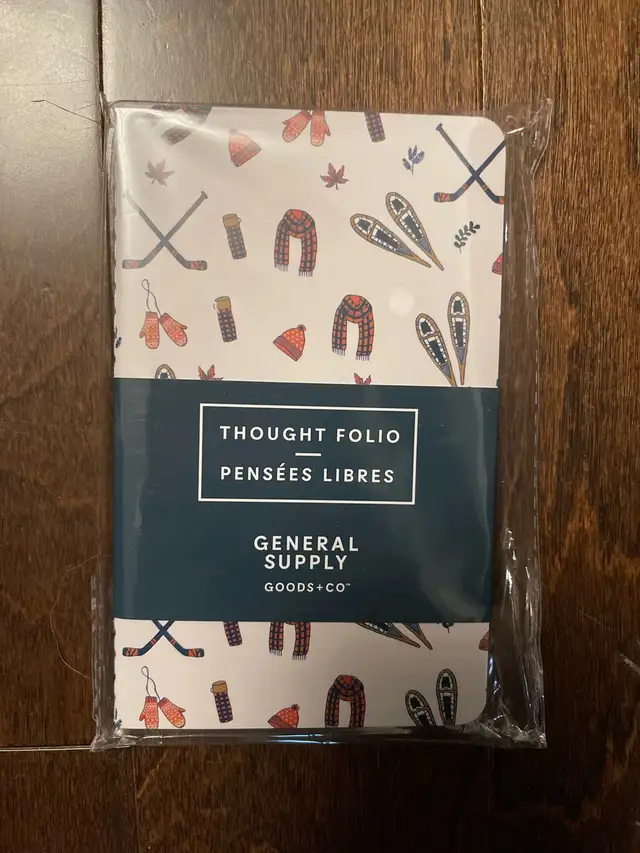 THOUGHT FOLIO
PENSÉES LIBRES
GENERAL
SUPPLY
GOODS+CO™